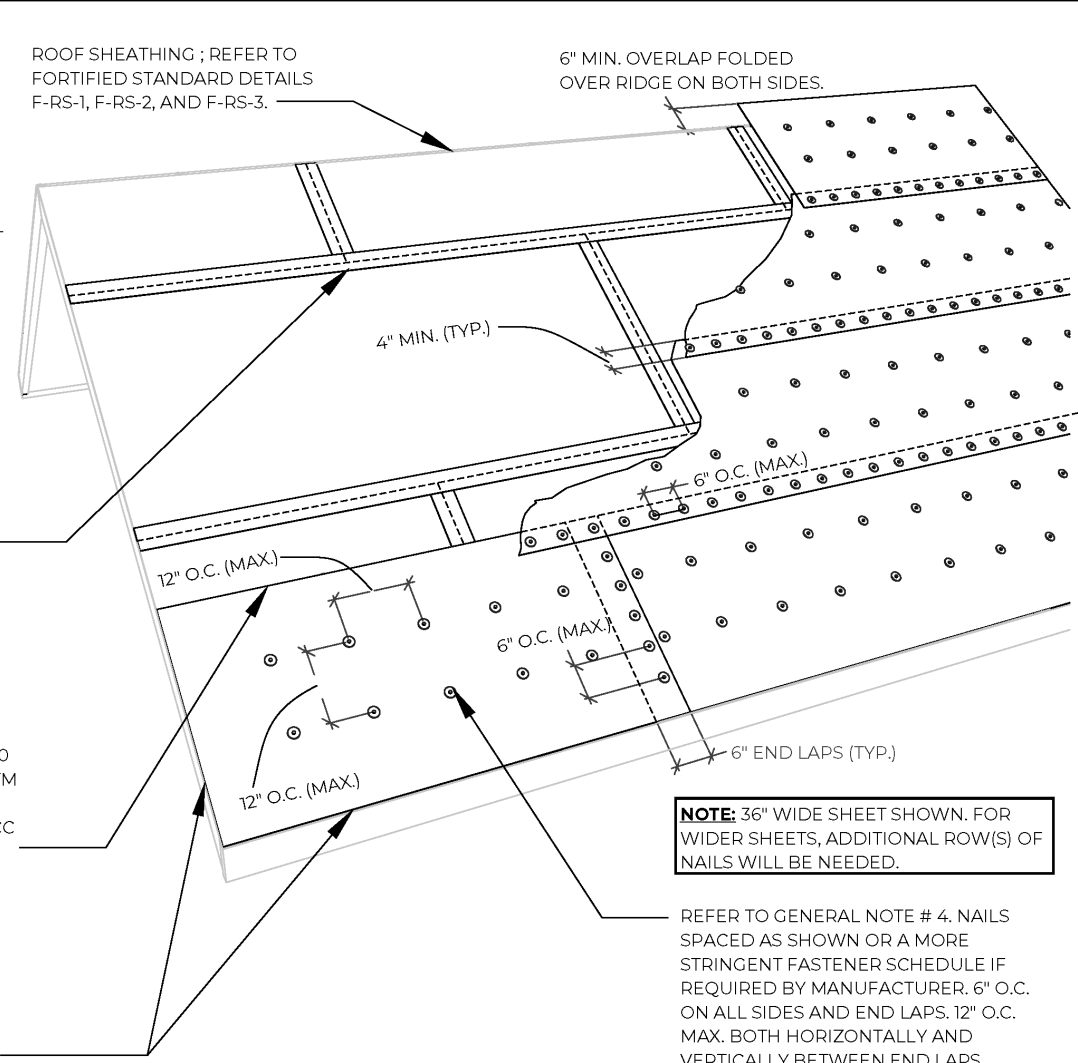 ROOF SHEATHING ; REFER TO
FORTIFIED STANDARD DETAILS
F-RS-1, F-RS-2, AND F-RS-3.
6" MIN. OVERLAP FOLDED
OVER RIDGE ON BOTH SIDES.
4" MIN. (TYP.)
6" O.C. (MAX.)
12" O.C. (MAX.)
6" O.C. (MAX.)
12" O.C. (MAX.)
6" END LAPS (TYP.)
NOTE: 36" WIDE SHEET SHOWN. FOR
WIDER SHEETS, ADDITIONAL ROW(S) OF
NAILS WILL BE NEEDED.
REFER TO GENERAL NOTE # 4. NAILS
SPACED AS SHOWN OR A MORE
STRINGENT FASTENER SCHEDULE IF
REQUIRED BY MANUFACTURER. 6" O.C.
ON ALL SIDES AND END LAPS. 12" O.C.
MAX. BOTH HORIZONTALLY AND
VERTICALLY BETWEEN END LAPS